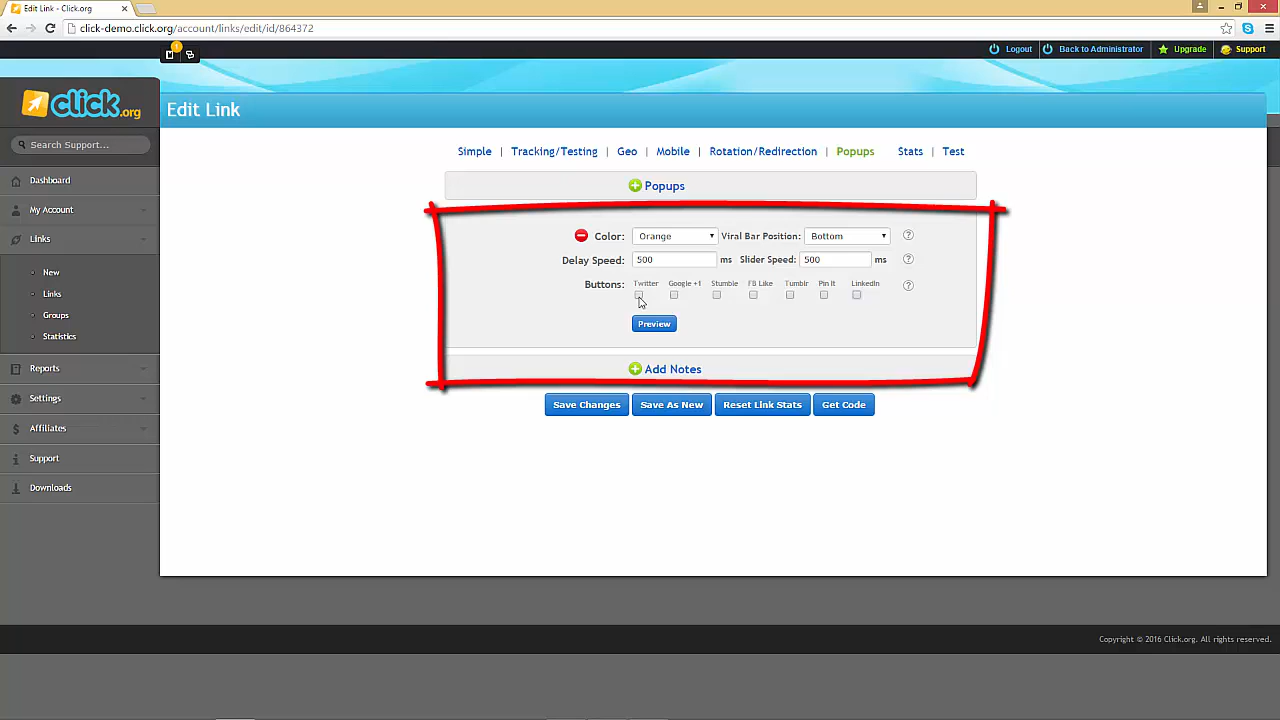 Edit Link - Click.org
click-demo.click.org/account/links/edit/id/864372
1
Logout | Back to Administrator | Upgrade | Support
click.org
Edit Link
Search Support...
Dashboard
My Account
Links
New
Links
Groups
Statistics
Reports
Settings
Affiliates
Support
Downloads
Simple | Tracking/Testing | Geo | Mobile | Rotation/Redirection | Popups Stats | Test
Popups
Color: Orange Viral Bar Position: Bottom ?
Delay Speed: 500 ms Slider Speed: 500 ms ?
Buttons: Twitter Google +1 Stumble FB Like Tumblr Pin It LinkedIn ?
Preview
Add Notes
Save Changes Save As New Reset Link Stats Get Code
Copyright © 2016 Click.org. All rights reserved.